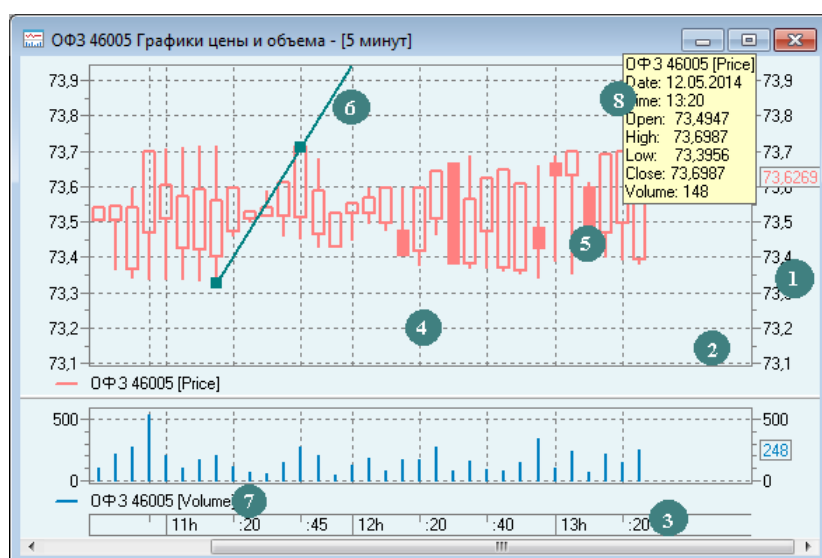 ОФЗ 46005 Графики цены и объема - [5 минут]
ОФЗ 46005 [Price]
Date: 12.05.2014
Time: 13:20
Open: 73,4947
High: 73,6987
Low: 73,3956
Close: 73,6987
Volume: 148
8
6
73,9 73,9
73,8 73,8
73,7 73,7
73,6 73,6
73,6269
73,5 73,5
5
73,4 73,4
1
73,3 73,3
73,2 73,2
4
2
73,1 73,1
ОФЗ 46005 [Price]
500 500
248
0 0
ОФЗ 46005 [Volume]
7
11h :20 :45 12h :20 :40 13h :20
3